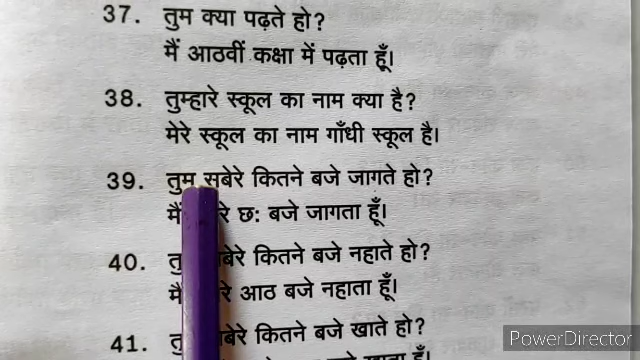 37. तुम क्या पढ़ते हो?
मैं आठवीं कक्षा में पढ़ता हूँ।
38. तुम्हारे स्कूल का नाम क्या है?
मेरे स्कूल का नाम गाँधी स्कूल है।
39. तुम सबेरे कितने बजे जागते हो?
मैं रे छः बजे जागता हूँ।
40. तु बेरे कितने बजे नहाते हो?
मैं रे आठ बजे नहाता हूँ।
41. तु बेरे कितने बजे खाते हो?
PowerDirector